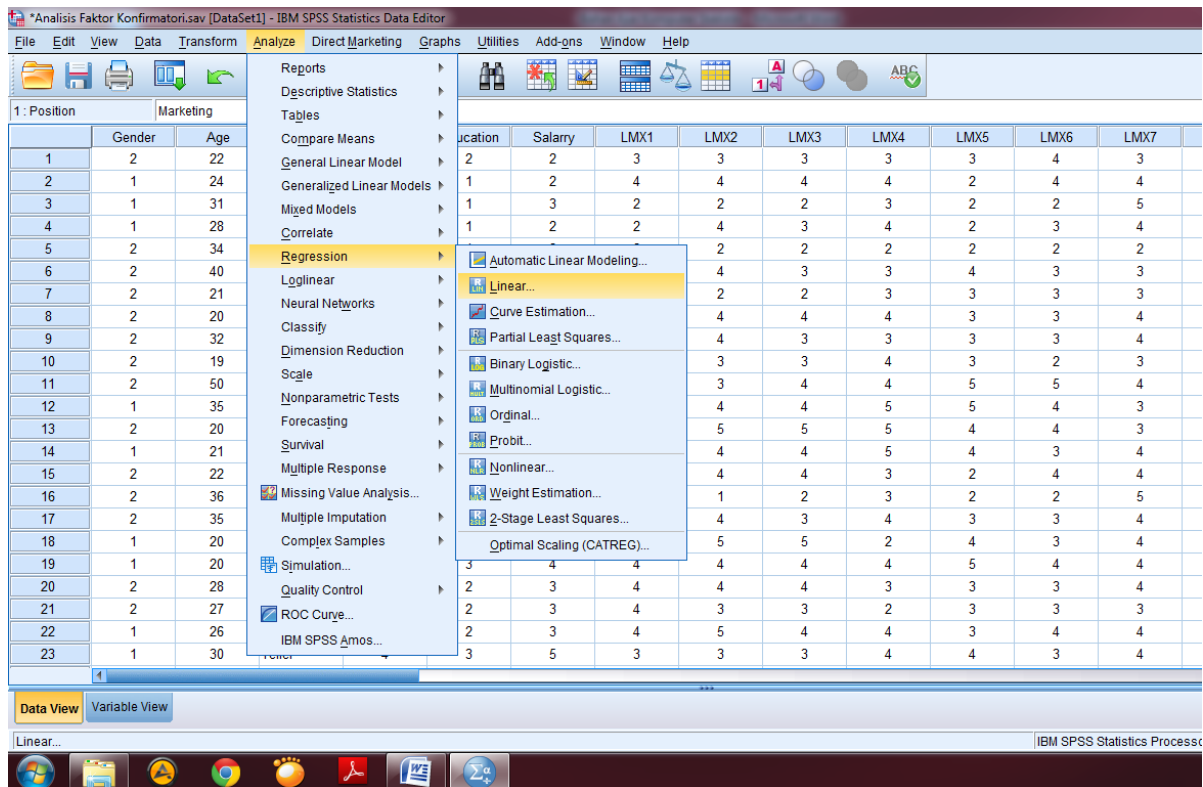 *Analisis Faktor Konfirmatori.sav [DataSet1] - IBM SPSS Statistics Data Editor
File Edit View Data Transform Analyze Direct Marketing Graphs Utilities Add-ons Window Help
1 : Position Marketing
Gender Age ucation Salarry LMX1 LMX2 LMX3 LMX4 LMX5 LMX6 LMX7
1 2 22 2 2 3 3 3 3 3 4 3
2 1 24 1 2 4 4 4 4 2 4 4
3 1 31 1 3 2 2 2 3 2 2 5
4 1 28 1 2 2 4 3 4 2 3 4
5 2 34 2 2 2 2 2 2
6 2 40 4 3 3 4 3 3
7 2 21 2 2 3 3 3 3
8 2 20 4 4 4 3 3 4
9 2 32 4 3 3 3 3 4
10 2 19 3 3 4 3 2 3
11 2 50 3 4 4 5 5 4
12 1 35 4 4 5 5 4 3
13 2 20 5 5 5 4 4 3
14 1 21 4 4 5 4 3 4
15 2 22 4 4 3 2 4 4
16 2 36 1 2 3 2 2 5
17 2 35 4 3 4 3 3 4
18 1 20 5 5 2 4 3 4
19 1 20 3 4 4 4 4 4 5 4 4
20 2 28 2 3 4 4 4 3 3 3 4
21 2 27 2 3 4 3 3 2 3 3 3
22 1 26 2 3 4 5 4 4 3 4 4
23 1 30 3 5 3 3 3 4 4 3 4
Reports
Descriptive Statistics
Tables
Compare Means
General Linear Model
Generalized Linear Models
Mixed Models
Correlate
Regression
Loglinear
Neural Networks
Classify
Dimension Reduction
Scale
Nonparametric Tests
Forecasting
Survival
Multiple Response
Missing Value Analysis...
Multiple Imputation
Complex Samples
Simulation...
Quality Control
ROC Curve...
IBM SPSS Amos...
Automatic Linear Modeling...
Linear...
Curve Estimation...
Partial Least Squares...
Binary Logistic...
Multinomial Logistic...
Ordinal...
Probit...
Nonlinear...
Weight Estimation...
2-Stage Least Squares...
Optimal Scaling (CATREG)...
Data View Variable View
Linear... IBM SPSS Statistics Processo